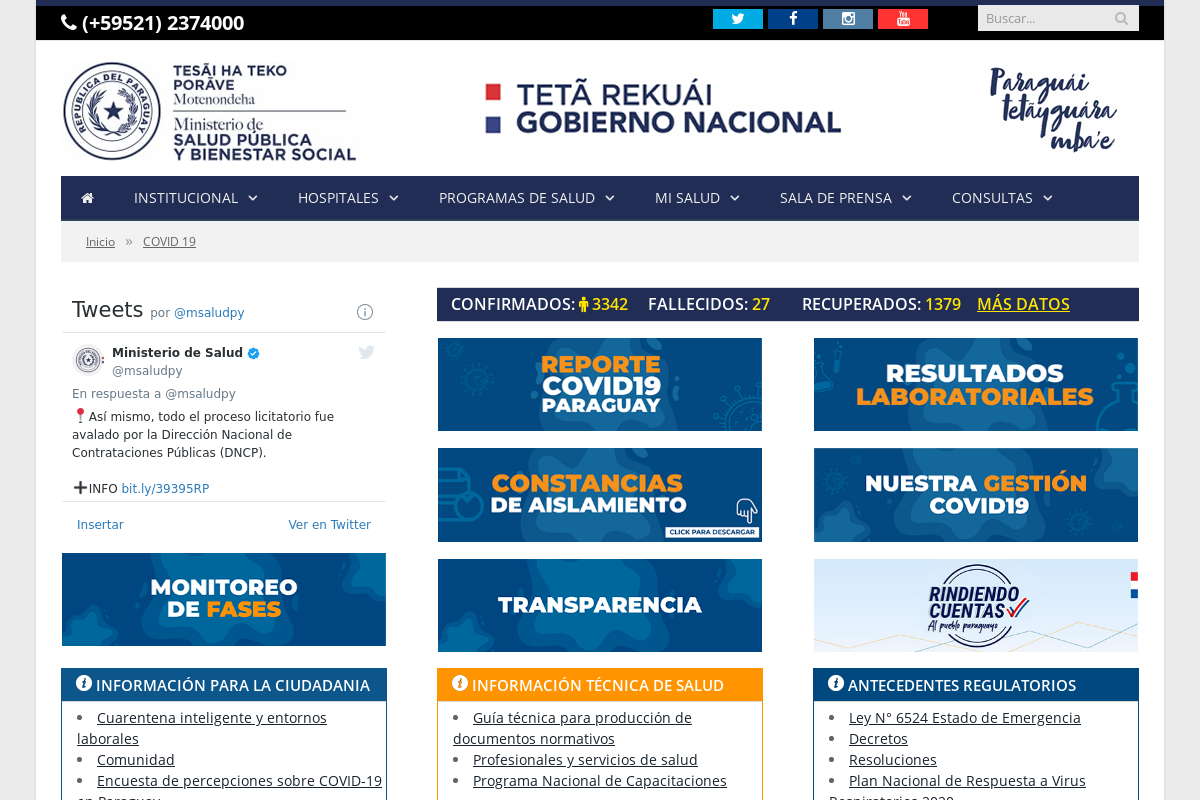 (+59521) 2374000
Buscar...
REPUBLICA DEL PARAGUAY
TESÃI HA TEKO
PORÃVE
Motenondeha
Ministerio de
SALUD PÚBLICA
Y BIENESTAR SOCIAL
TETÃ REKUÁI
GOBIERNO NACIONAL
Paraguái
tetãyguára
mba'e
INSTITUCIONAL
HOSPITALES
PROGRAMAS DE SALUD
MI SALUD
SALA DE PRENSA
CONSULTAS
Inicio » COVID 19
Tweets por @msaludpy
Ministerio de Salud
@msaludpy
En respuesta a @msaludpy
Así mismo, todo el proceso licitatorio fue
avalado por la Dirección Nacional de
Contrataciones Públicas (DNCP).
INFO bit.ly/39395RP
Insertar
Ver en Twitter
MONITOREO
DE FASES
CONFIRMADOS: 3342 FALLECIDOS: 27 RECUPERADOS: 1379 MÁS DATOS
REPORTE
COVID19
PARAGUAY
RESULTADOS
LABORATORIALES
CONSTANCIAS
DE AISLAMIENTO
CLICK PARA DESCARGAR
NUESTRA GESTIÓN
COVID19
TRANSPARENCIA
RINDIENDO
CUENTAS
Al pueblo paraguayo
INFORMACIÓN PARA LA CIUDADANIA
• Cuarentena inteligente y entornos
laborales
• Comunidad
• Encuesta de percepciones sobre COVID-19
en Paraguay
INFORMACIÓN TÉCNICA DE SALUD
• Guía técnica para producción de
documentos normativos
• Profesionales y servicios de salud
• Programa Nacional de Capacitaciones
ANTECEDENTES REGULATORIOS
• Ley N° 6524 Estado de Emergencia
• Decretos
• Resoluciones
• Plan Nacional de Respuesta a Virus
Respiratorios 2020